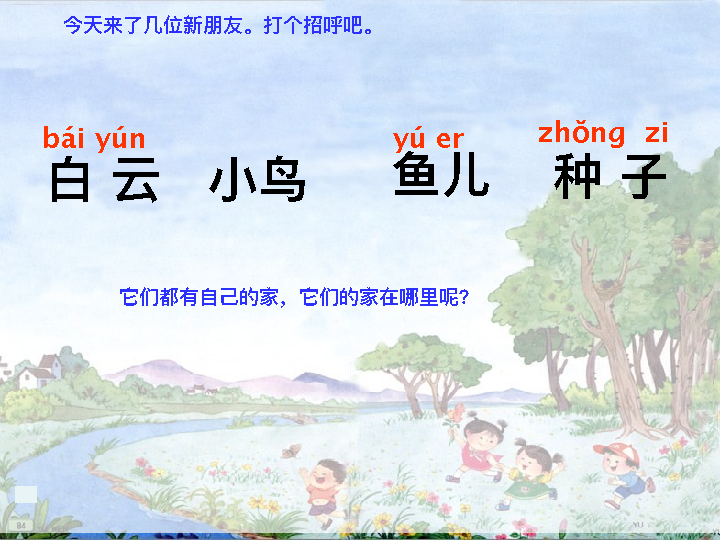 今天来了几位新朋友。打个招呼吧。
bái yún yú er zhǒng zi
白 云 小鸟 鱼儿 种 子
它们都有自己的家，它们的家在哪里呢？
84